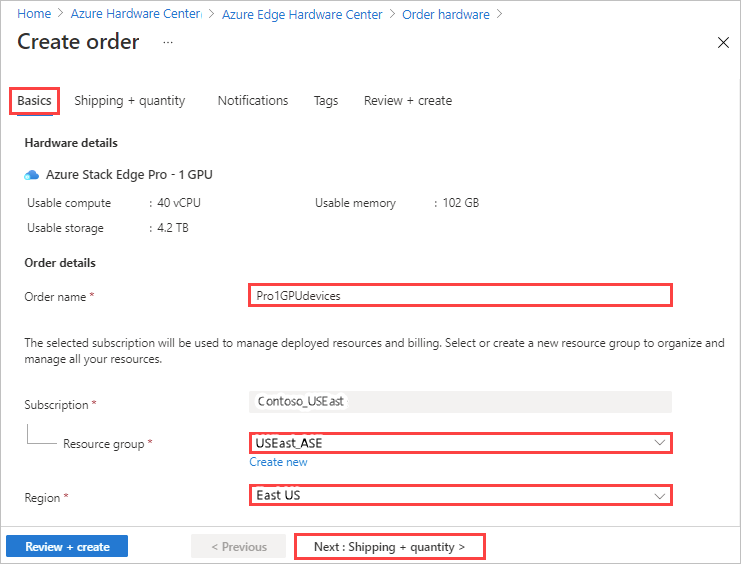 Home > Azure Hardware Center > Azure Edge Hardware Center > Order hardware >
Create order ...
Basics Shipping + quantity Notifications Tags Review + create
Hardware details
Azure Stack Edge Pro - 1 GPU
Usable compute : 40 vCPU Usable memory : 102 GB
Usable storage : 4.2 TB
Order details
Order name * Pro1GPUdevices
The selected subscription will be used to manage deployed resources and billing. Select or create a new resource group to organize and
manage all your resources.
Subscription * Contoso_USEast
Resource group * USEast_ASE
Create new
Region * East US
Review + create < Previous Next : Shipping + quantity >